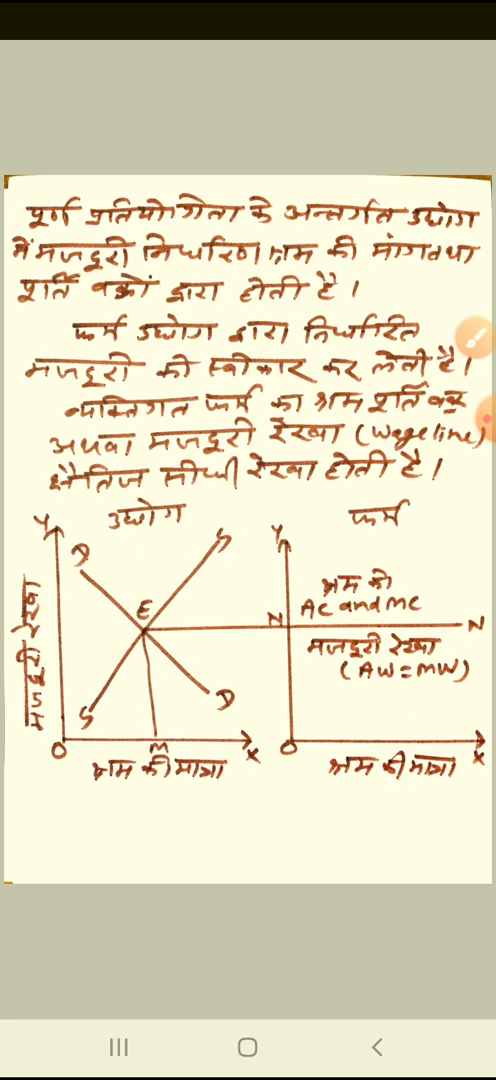 पूर्ण प्रतियोगिता के अन्तर्गत उद्योग
में मजदूरी निर्धारण श्रम की मांग तथा
पूर्ति वक्रों द्वारा होती है।
फर्म उद्योग द्वारा निर्धारित
मजदूरी को स्वीकार कर लेती है।
व्यक्तिगत फर्म का श्रम पूर्ति वक्र
अथवा मजदूरी रेखा (Wage line)
क्षैतिज सीधी रेखा होती है।
उद्योग
फर्म
Y
D
S
E
S
D
O
M
X
मजदूरी रेखा
श्रम की मात्रा
Y
श्रम की
AC and MC
N
N
मजदूरी रेखा
(AW=MW)
O
X
श्रम की मात्रा